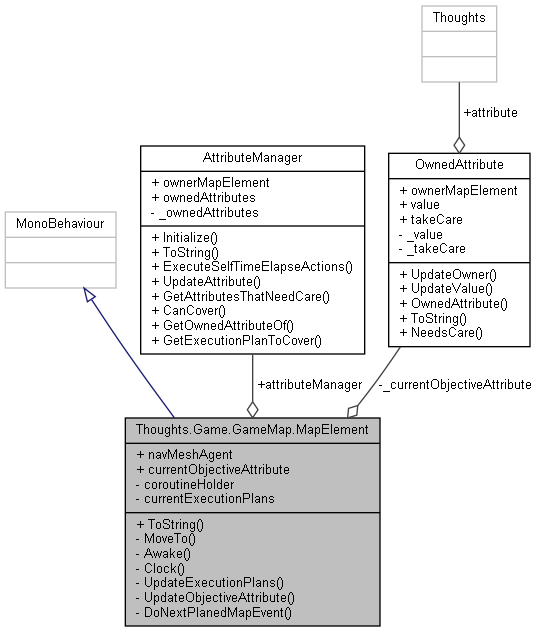 Thoughts
+attribute
AttributeManager
+ ownerMapElement
+ ownedAttributes
- _ownedAttributes
+ Initialize()
+ ToString()
+ ExecuteSelfTimeElapseActions()
+ UpdateAttribute()
+ GetAttributesThatNeedCare()
+ CanCover()
+ GetOwnedAttributeOf()
+ GetExecutionPlanToCover()
OwnedAttribute
+ ownerMapElement
+ value
+ takeCare
- _value
- _takeCare
+ UpdateOwner()
+ UpdateValue()
+ OwnedAttribute()
+ ToString()
+ NeedsCare()
MonoBehaviour
+attributeManager
-_currentObjectiveAttribute
Thoughts.Game.GameMap.MapElement
+ navMeshAgent
+ currentObjectiveAttribute
- coroutineHolder
- currentExecutionPlans
+ ToString()
- MoveTo()
- Awake()
- Clock()
- UpdateExecutionPlans()
- UpdateObjectiveAttribute()
- DoNextPlanedMapEvent()